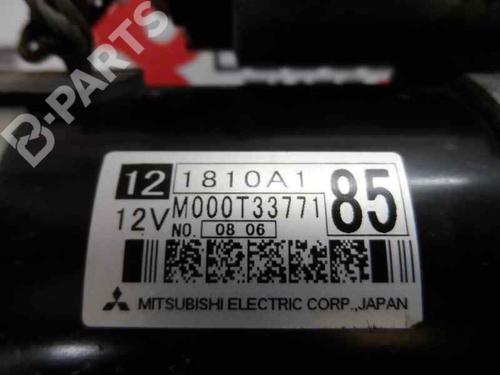 B-PARTS
12 1810A1 85
12V M000T33771
NO. 08 06
MITSUBISHI ELECTRIC CORP., JAPAN